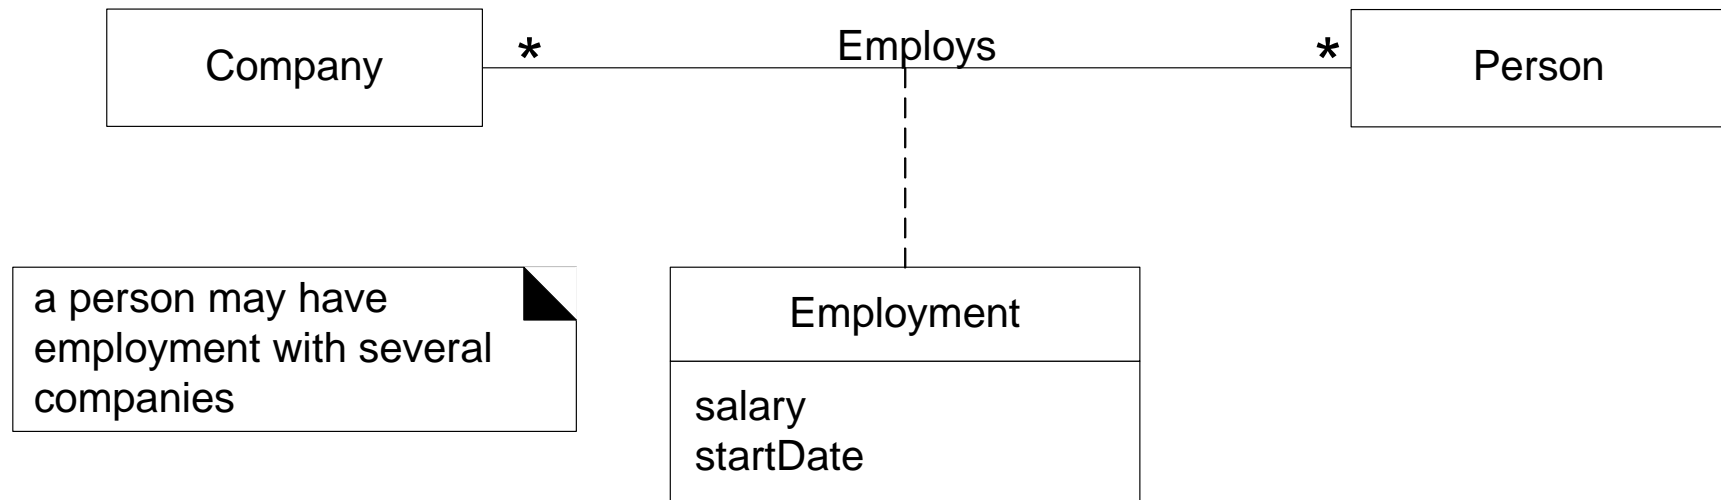 Company
*
Employs
*
Person
a person may have
employment with several
companies
Employment
salary
startDate